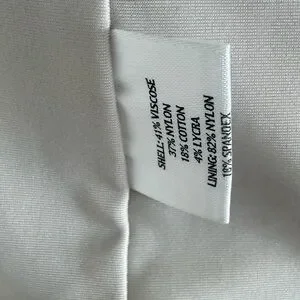 SHELL: 41% VISCOSE
37% NYLON
18% COTTON
4% LYCRA
LINING: 82% NYLON
18% SPANDEX